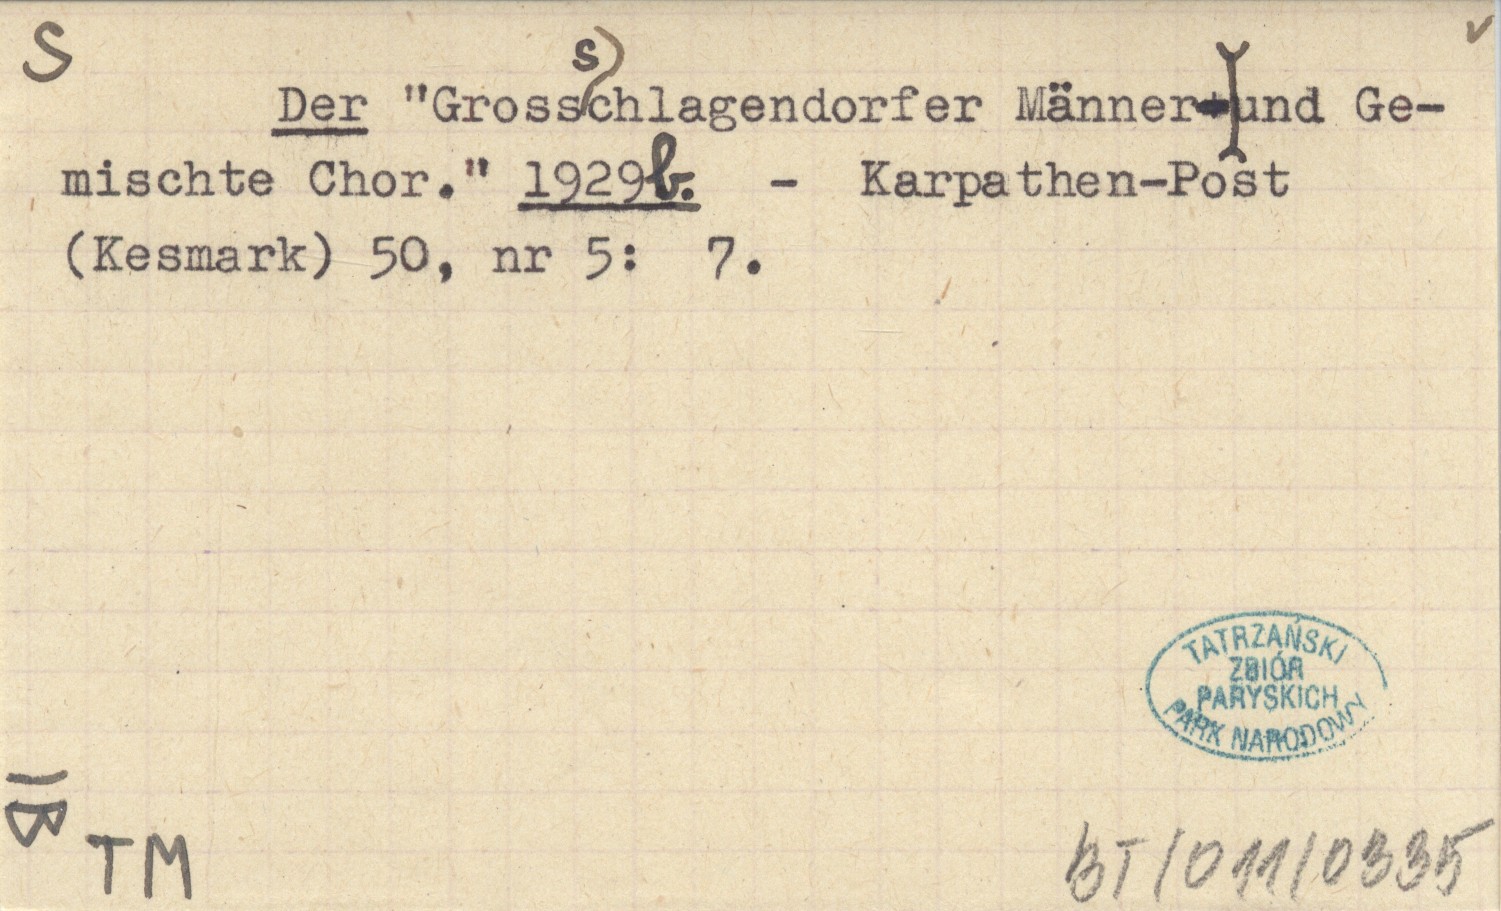 S
s
Der "Grosschlagendorfer Männer-und Ge-
mischte Chor." 1929b. - Karpathen-Post
(Kesmark) 50, nr 5: 7.
TATRZAŃSKI
ZBIÓR
PARYSKICH
PARK NARODOWY
IB
TM
BT/011/0335